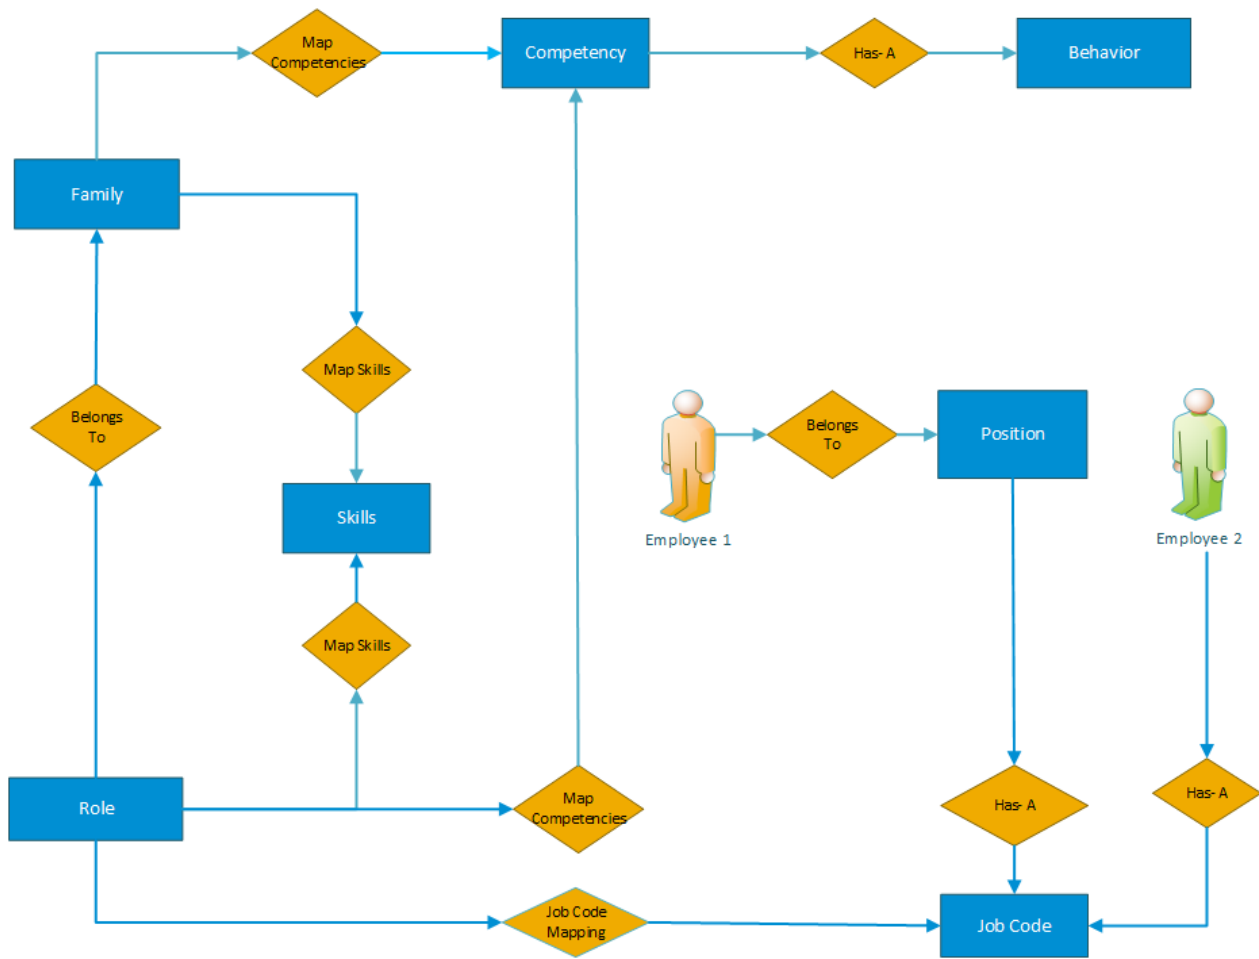 Map
Competencies
Competency
Has- A
Behavior
Family
Map Skills
Belongs
To
Belongs
To
Position
Skills
Employee 1
Employee 2
Map Skills
Role
Map
Competencies
Has- A
Has- A
Job Code
Mapping
Job Code